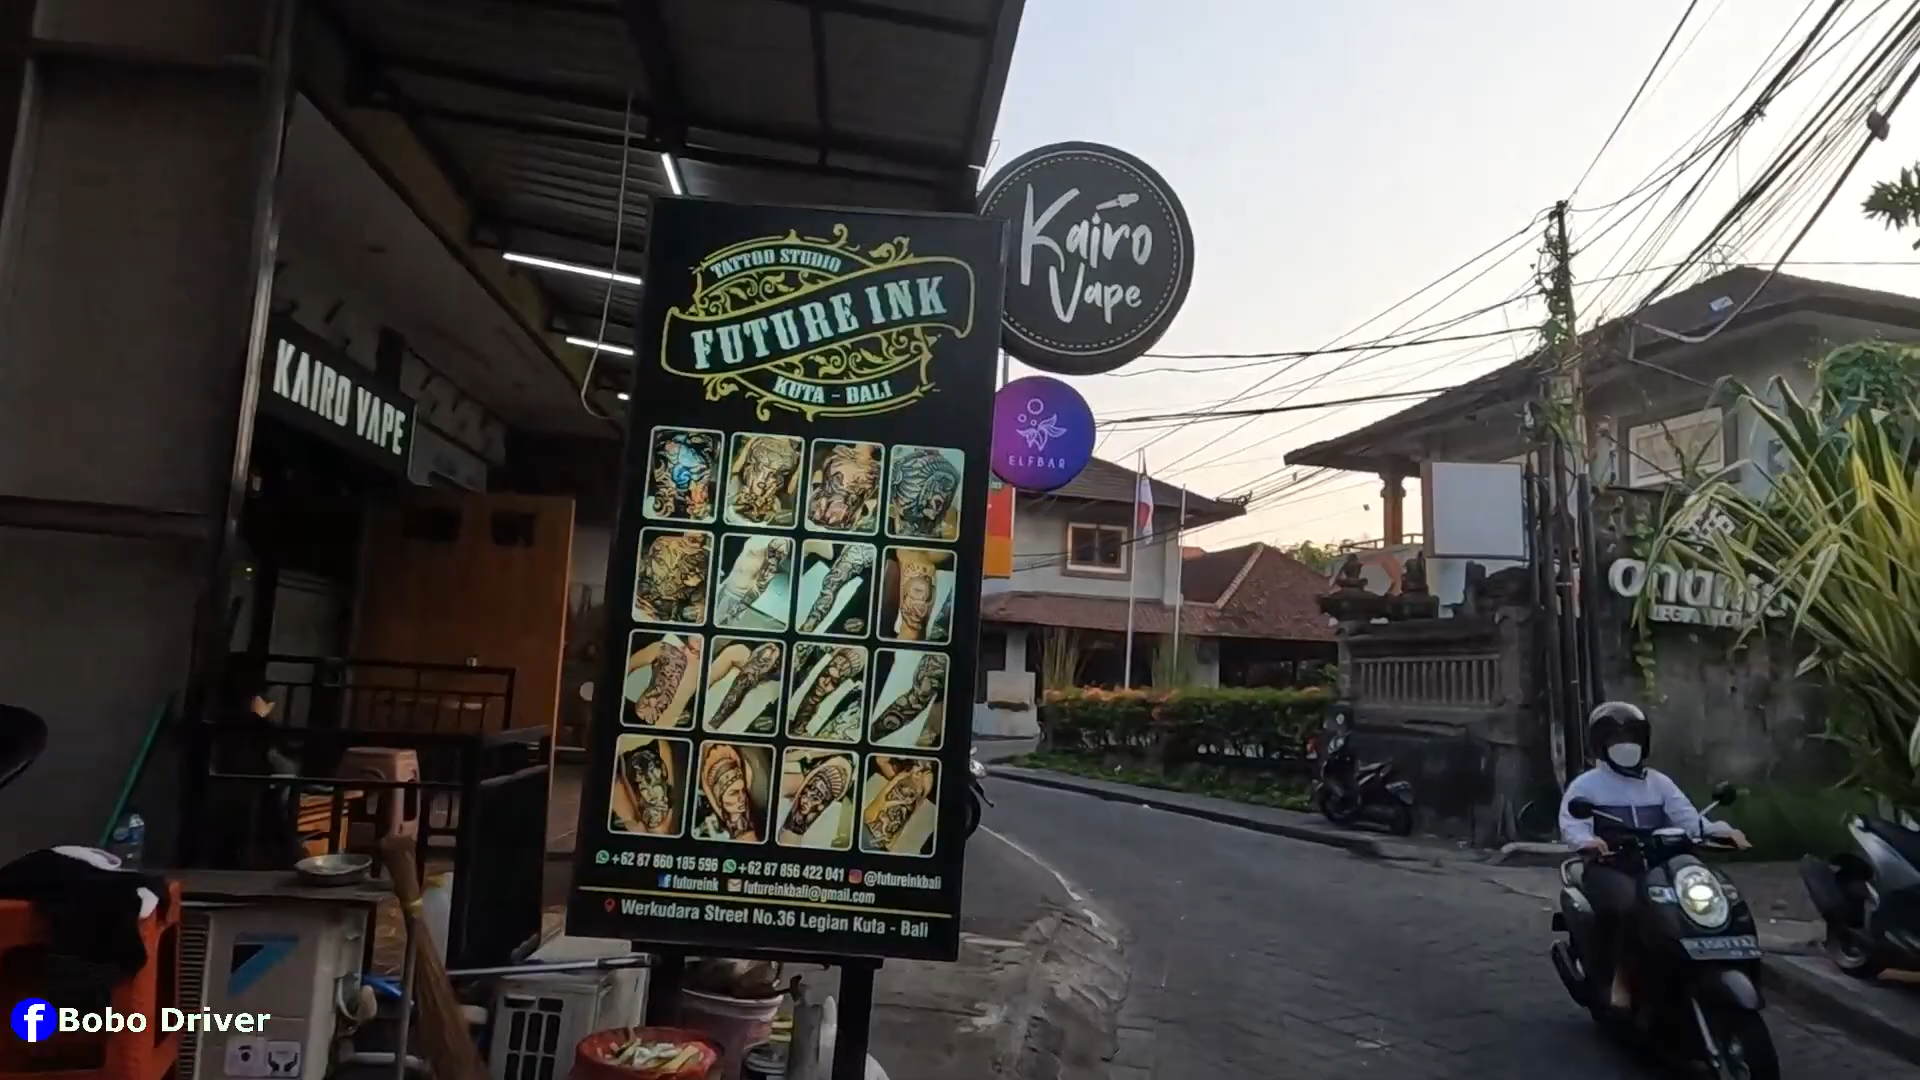 TATTOO STUDIO
FUTURE INK
KUTA - BALI
+62 87 860 185 596 +62 87 856 422 041 @futureinkbali
futureink futureinkbali@gmail.com
Werkudara Street No.36 Legian Kuta - Bali
Kairo
Vape
ELFBAR
KAIRO VAPE
Bobo Driver